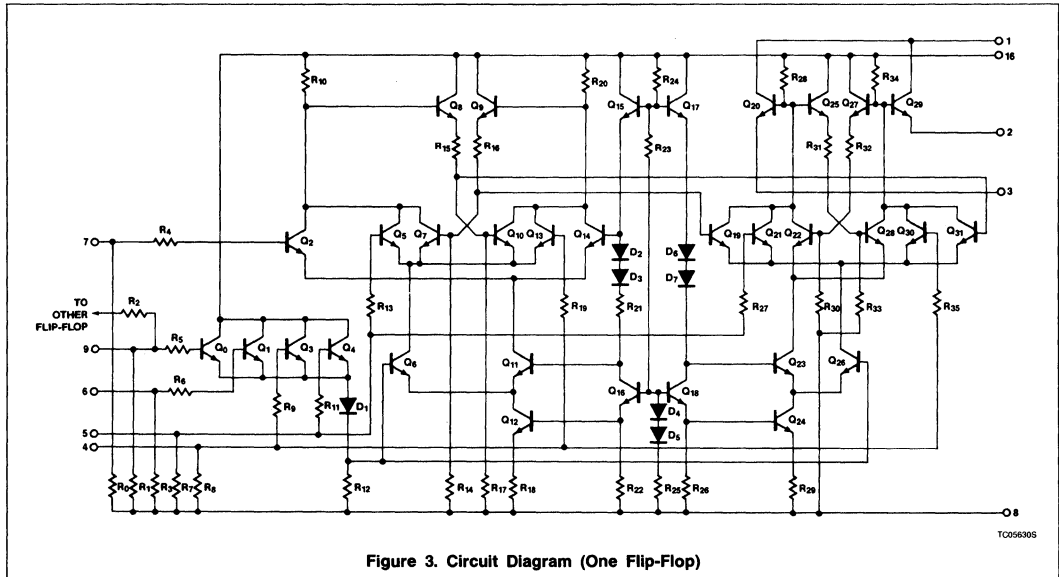 1
16
R28 R34
R10 R20 R24
Q8 Q9 Q15 Q17 Q20 Q25 Q27 Q29
2
R15 R16 R23 R31 R32
3
R4
7 Q2 Q5 Q7 Q10 Q13 Q14 Q19 Q21 Q22 Q28 Q30 Q31
D2 D6
D3 D7
TO
OTHER
FLIP-FLOP
R2 R13 R19 R21 R27 R30 R33 R35
R5
9 Q0 Q1 Q3 Q4 Q6 Q11 Q23 Q26
6 R6
R9 R11 D1 Q16 Q18
D4
5 Q12 D5 Q24
4
R0 R1 R3 R7 R8 R12 R14 R17 R18 R22 R25 R26 R29
8
TC05630S
Figure 3. Circuit Diagram (One Flip-Flop)